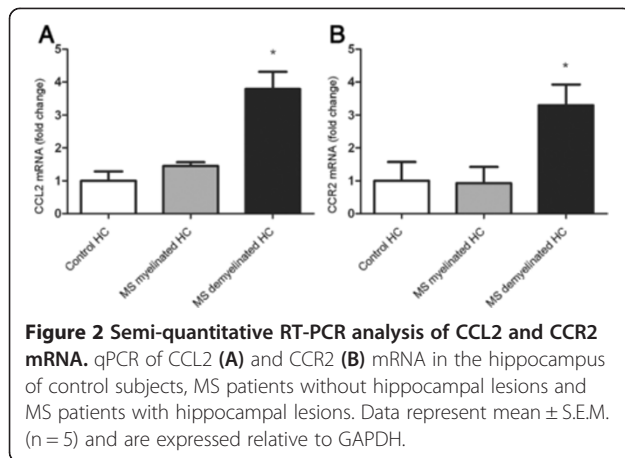 A
CCL2 mRNA (fold change)
5
4
3
2
1
0
*
Control HC
MS myelinated HC
MS demyelinated HC
B
CCR2 mRNA (fold change)
5
4
3
2
1
0
*
Control HC
MS myelinated HC
MS demyelinated HC
Figure 2 Semi-quantitative RT-PCR analysis of CCL2 and CCR2
mRNA. qPCR of CCL2 (A) and CCR2 (B) mRNA in the hippocampus
of control subjects, MS patients without hippocampal lesions and
MS patients with hippocampal lesions. Data represent mean ± S.E.M.
(n = 5) and are expressed relative to GAPDH.